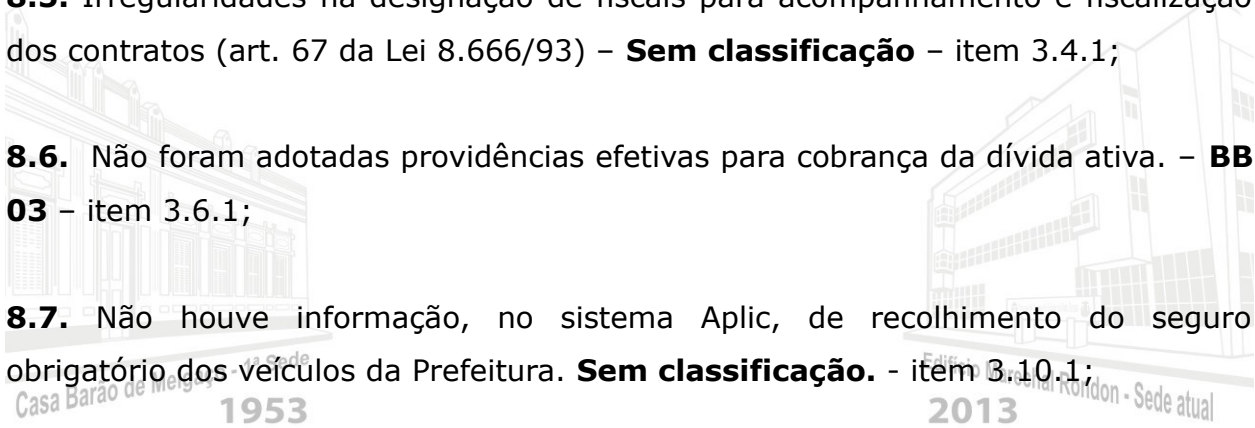 8.5. Irregularidades na designação de fiscais para acompanhamento e fiscalização
dos contratos (art. 67 da Lei 8.666/93) – Sem classificação – item 3.4.1;
8.6. Não foram adotadas providências efetivas para cobrança da dívida ativa. – BB
03 – item 3.6.1;
8.7. Não houve informação, no sistema Aplic, de recolhimento do seguro
obrigatório dos veículos da Prefeitura. Sem classificação. - item 3.10.1;
Casa Barão de Melgaço - 1ª Sede
1953
Edifício Marechal Rondon - Sede atual
2013